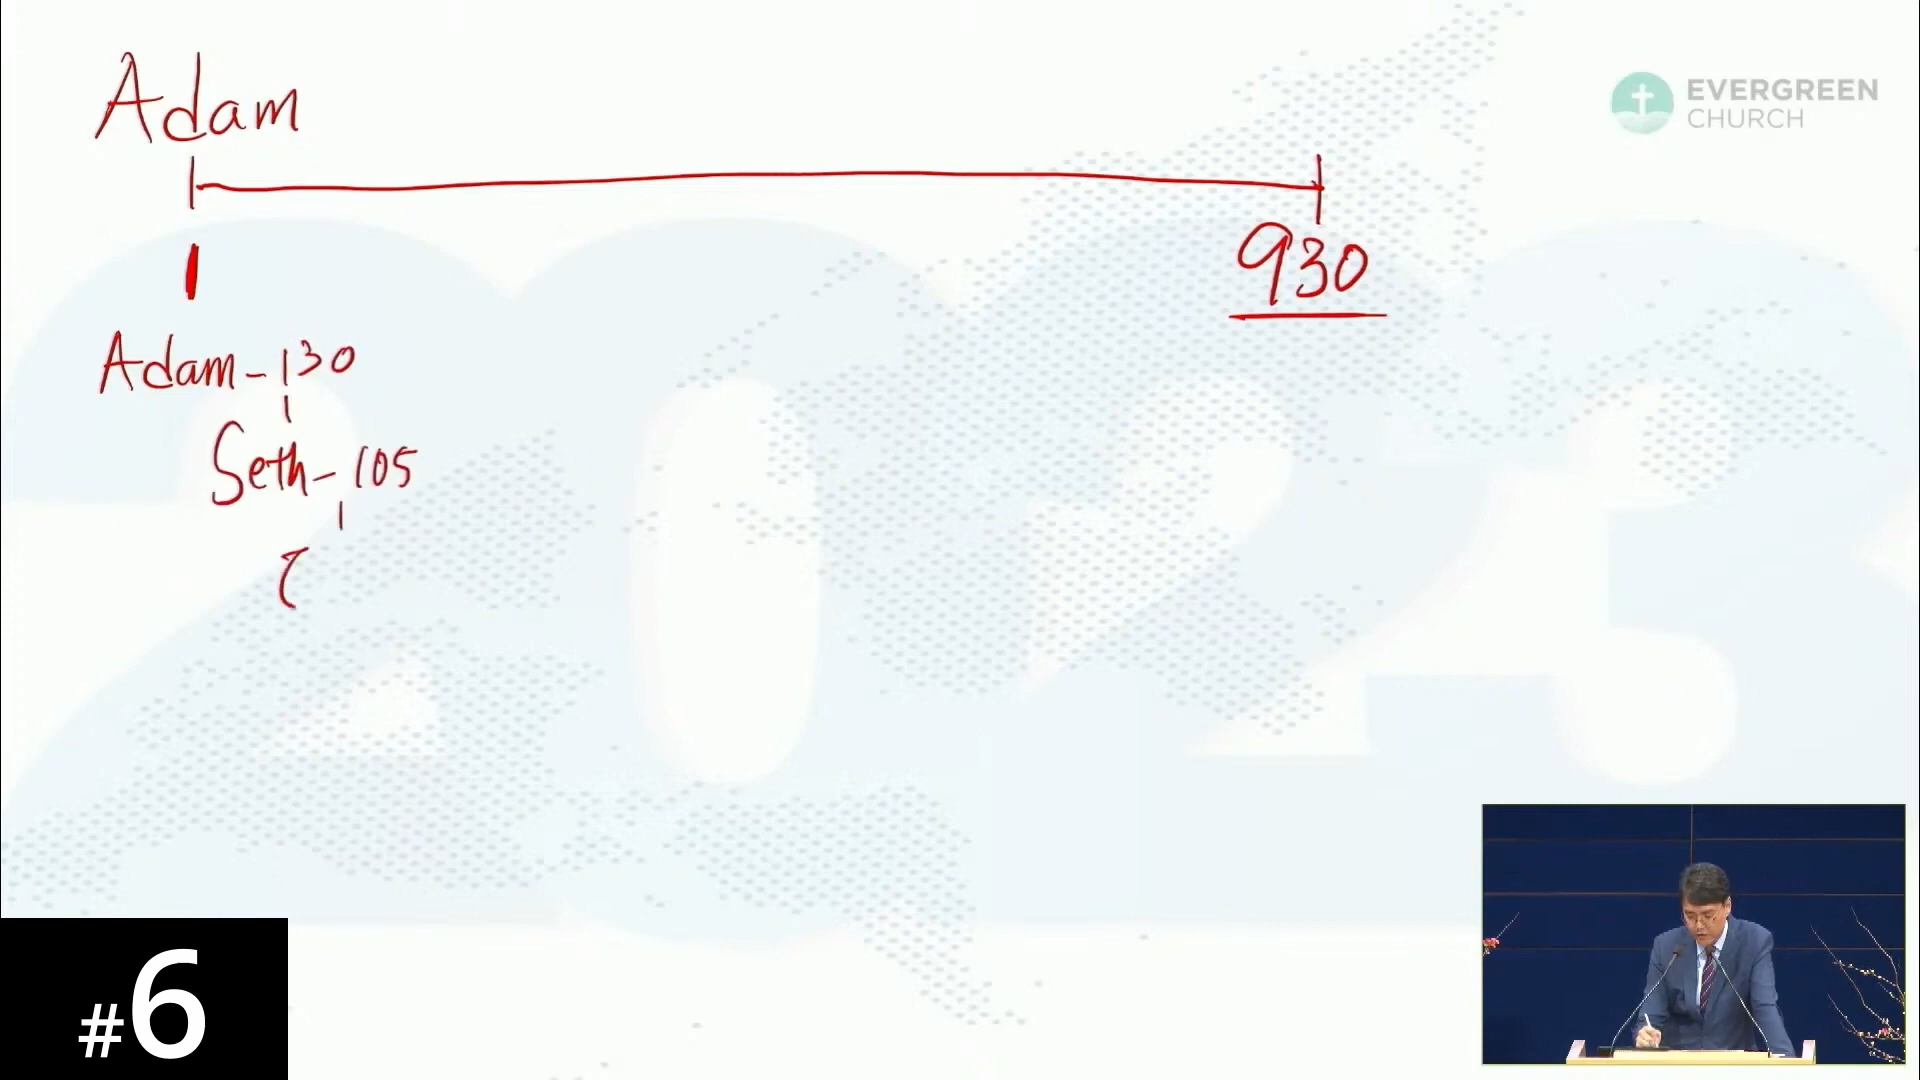 Adam
EVERGREEN
CHURCH
930
Adam - 130
Seth - 105
#6